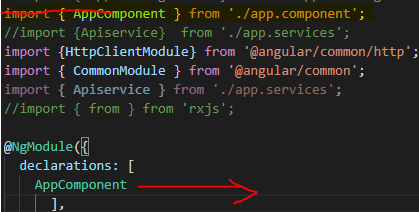 import { AppComponent } from './app.component';
//import {Apiservice}  from './app.services';
import {HttpClientModule} from '@angular/common/http';
import { CommonModule } from '@angular/common';
import { Apiservice } from './app.services';
//import { from } from 'rxjs';
@NgModule({
declarations: [
AppComponent
],